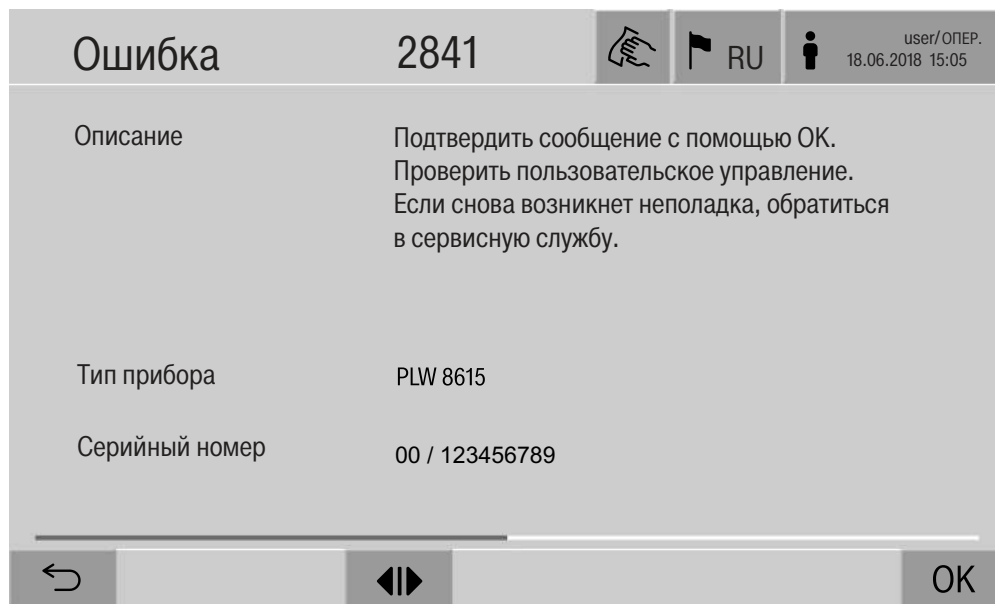 Ошибка 2841 RU user/ОПЕР.
18.06.2018 15:05
Описание Подтвердить сообщение с помощью OK.
Проверить пользовательское управление.
Если снова возникнет неполадка, обратиться
в сервисную службу.
Тип прибора PLW 8615
Серийный номер 00 / 123456789
OK